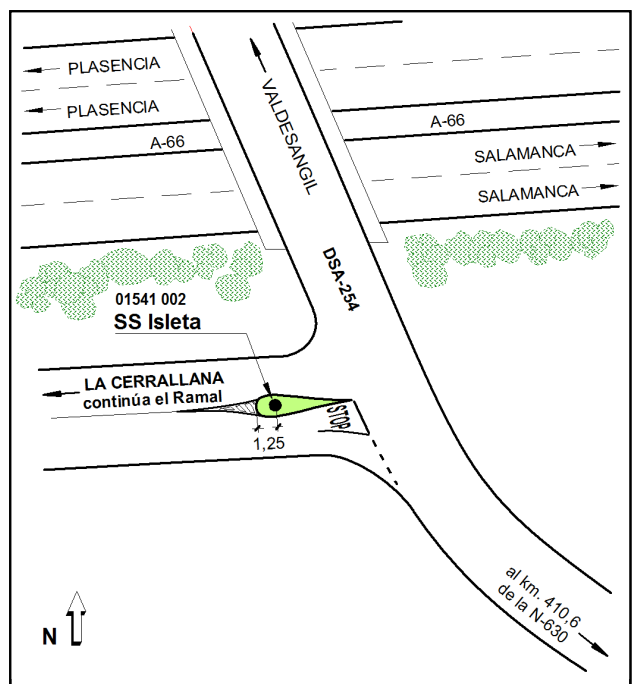 PLASENCIA
PLASENCIA
A-66
VALDESANGIL
A-66
SALAMANCA
SALAMANCA
DSA-254
01541 002
SS Isleta
LA CERRALLANA
continúa el Ramal
STOP
1,25
al km. 410,6
de la N-630
N